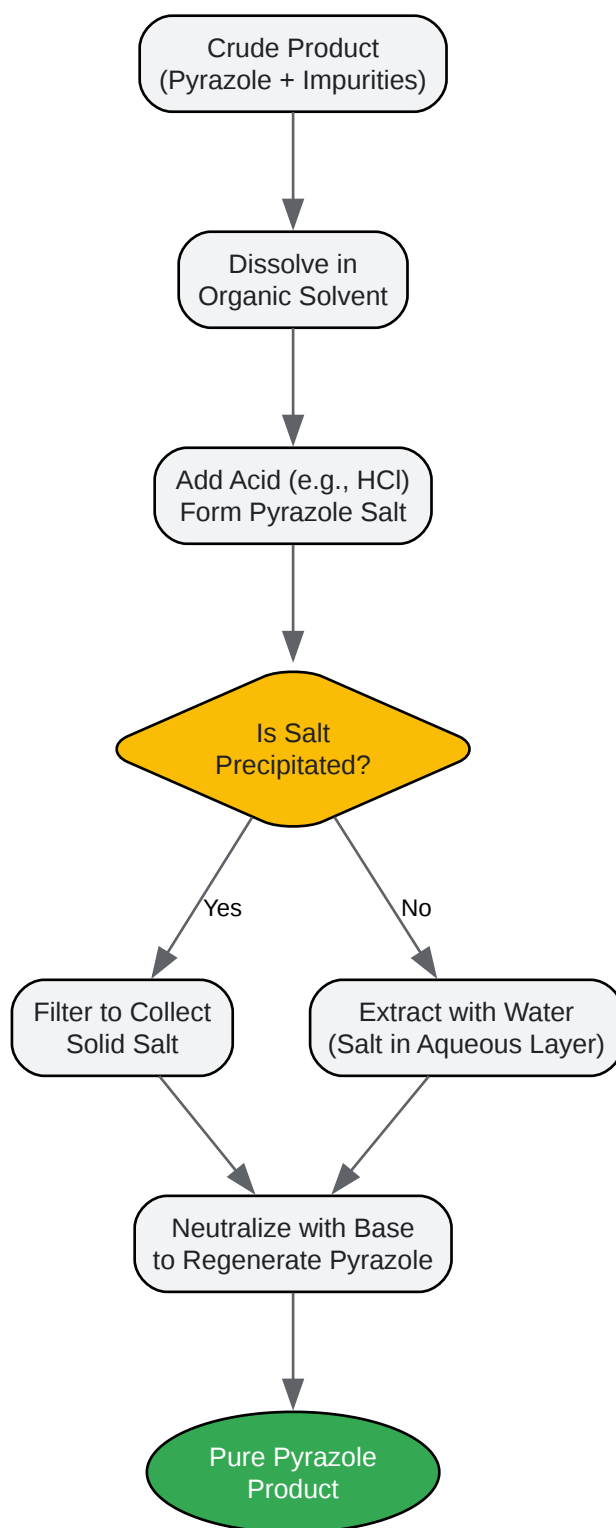 Crude Product
(Pyrazole + Impurities)
Dissolve in
Organic Solvent
Add Acid (e.g., HCl)
Form Pyrazole Salt
Is Salt
Precipitated?
Yes
No
Filter to Collect
Solid Salt
Extract with Water
(Salt in Aqueous Layer)
Neutralize with Base
to Regenerate Pyrazole
Pure Pyrazole
Product